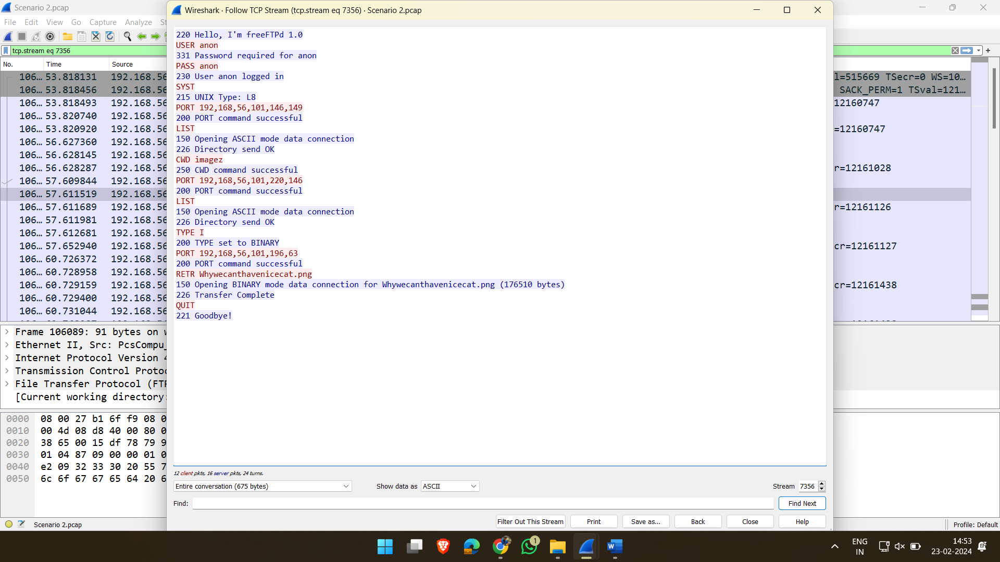 Scenario 2.pcap
File Edit View Go Capture Analyze St
tcp.stream eq 7356
No. Time Source
106… 53.818131 192.168.56
106… 53.818456 192.168.56
106… 53.818493 192.168.56
106… 53.820740 192.168.56
106… 53.820920 192.168.56
106… 56.627360 192.168.56
106… 56.628145 192.168.56
106… 56.628287 192.168.56
106… 57.609844 192.168.56
106… 57.611519 192.168.56
106… 57.611689 192.168.56
106… 57.611981 192.168.56
106… 57.612681 192.168.56
106… 57.652940 192.168.56
106… 60.726372 192.168.56
106… 60.728958 192.168.56
106… 60.729159 192.168.56
106… 60.729400 192.168.56
106… 60.731044 192.168.56
Frame 106089: 91 bytes on w
Ethernet II, Src: PcsCompu_
Internet Protocol Version 4
Transmission Control Protoc
File Transfer Protocol (FTP
[Current working directory:
0000 08 00 27 b1 6f f9 08 0
0010 00 4d 08 d8 40 00 80 0
0020 38 65 00 15 df 78 79 9
0030 01 04 87 09 00 00 01 0
0040 e2 09 32 33 30 20 55 7
0050 6c 6f 67 67 65 64 20 6
Scenario 2.pcap
Wireshark · Follow TCP Stream (tcp.stream eq 7356) · Scenario 2.pcap
220 Hello, I'm freeFTPd 1.0
USER anon
331 Password required for anon
PASS anon
230 User anon logged in
SYST
215 UNIX Type: L8
PORT 192,168,56,101,146,149
200 PORT command successful
LIST
150 Opening ASCII mode data connection
226 Directory send OK
CWD imagez
250 CWD command successful
PORT 192,168,56,101,220,146
200 PORT command successful
LIST
150 Opening ASCII mode data connection
226 Directory send OK
TYPE I
200 TYPE set to BINARY
PORT 192,168,56,101,196,63
200 PORT command successful
RETR Whywecanthavenicecat.png
150 Opening BINARY mode data connection for Whywecanthavenicecat.png (176510 bytes)
226 Transfer Complete
QUIT
221 Goodbye!
12 client pkts, 16 server pkts, 24 turns.
Entire conversation (675 bytes) Show data as ASCII Stream 7356
Find: Find Next
Filter Out This Stream Print Save as... Back Close Help
l=515669 TSecr=0 WS=10…
SACK_PERM=1 TSval=121…
12160747
=12160747
r=12161028
r=12161126
cr=12161127
cr=12161438
Profile: Default
1
W
ENG
IN
14:53
23-02-2024